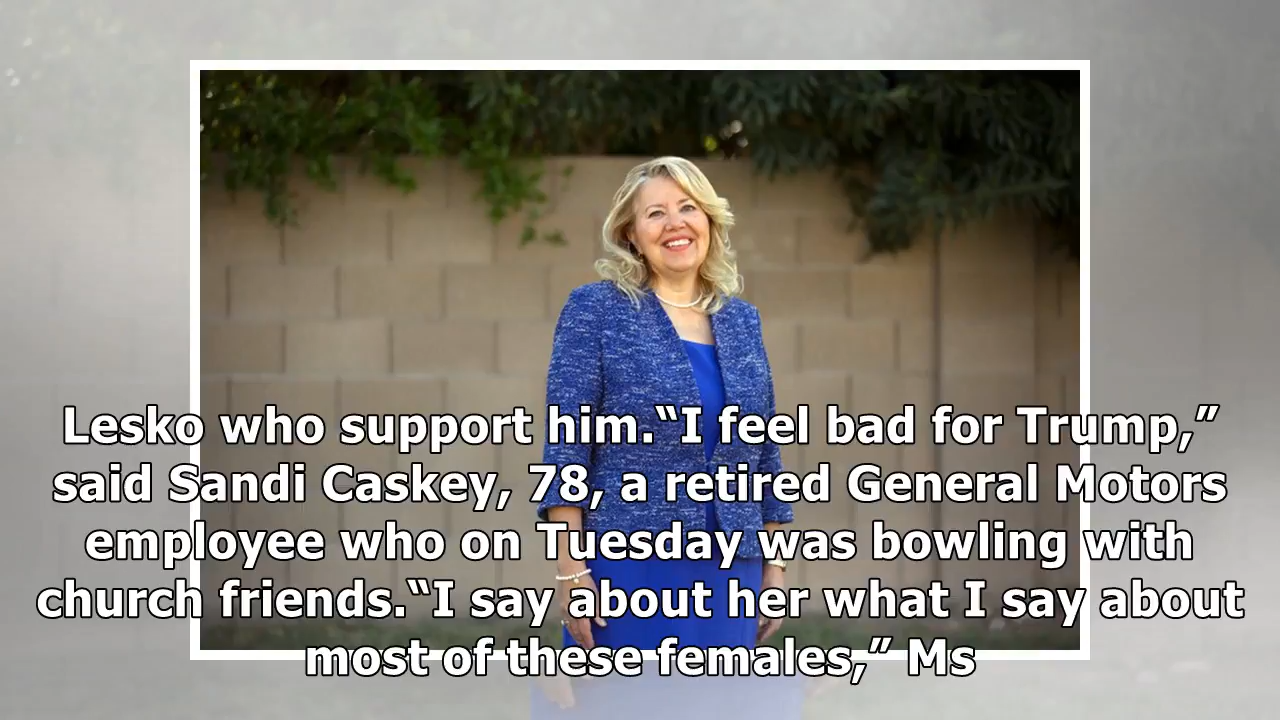 Lesko who support him.“I feel bad for Trump,”
said Sandi Caskey, 78, a retired General Motors
employee who on Tuesday was bowling with
church friends.“I say about her what I say about
most of these females,” Ms